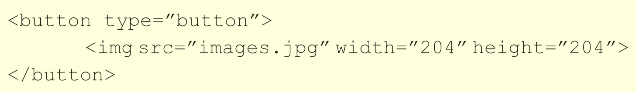 <button type=”button”>
<img src=”images.jpg” width=”204” height=”204”>
</button>